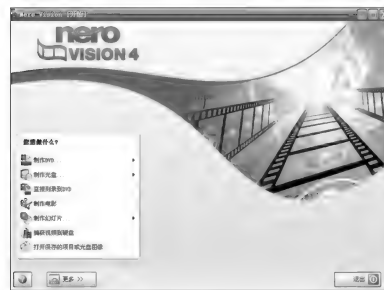 Nero Vision
nero
VISION 4
您想做什么?
制作DVD
制作光盘
直接刻录到DVD
制作电影
制作幻灯片
捕获视频到硬盘
打开保存的项目或光盘图像
更多 >>
退出